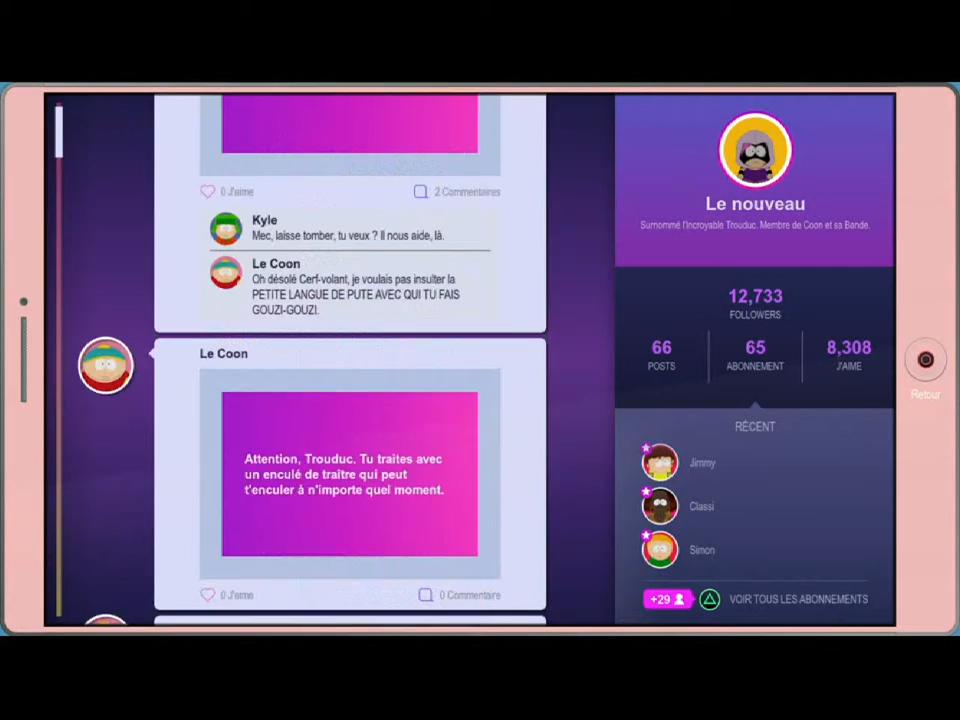 0 J'aime
2 Commentaires
Kyle
Mec, laisse tomber, tu veux ? Il nous aide, là.
Le Coon
Oh désolé Cerf-volant, je voulais pas insulter la
PETITE LANGUE DE PUTE AVEC QUI TU FAIS
GOUZI-GOUZI.
Le Coon
Attention, Trouduc. Tu traites avec
un enculé de traître qui peut
t'enculer à n'importe quel moment.
0 J'aime
0 Commentaire
Le nouveau
Surnommé l'Incroyable Trouduc. Membre de Coon et sa Bande.
12,733
FOLLOWERS
66
POSTS
65
ABONNEMENT
8,308
J'AIME
RÉCENT
Jimmy
Classi
Simon
+29
VOIR TOUS LES ABONNEMENTS
Retour